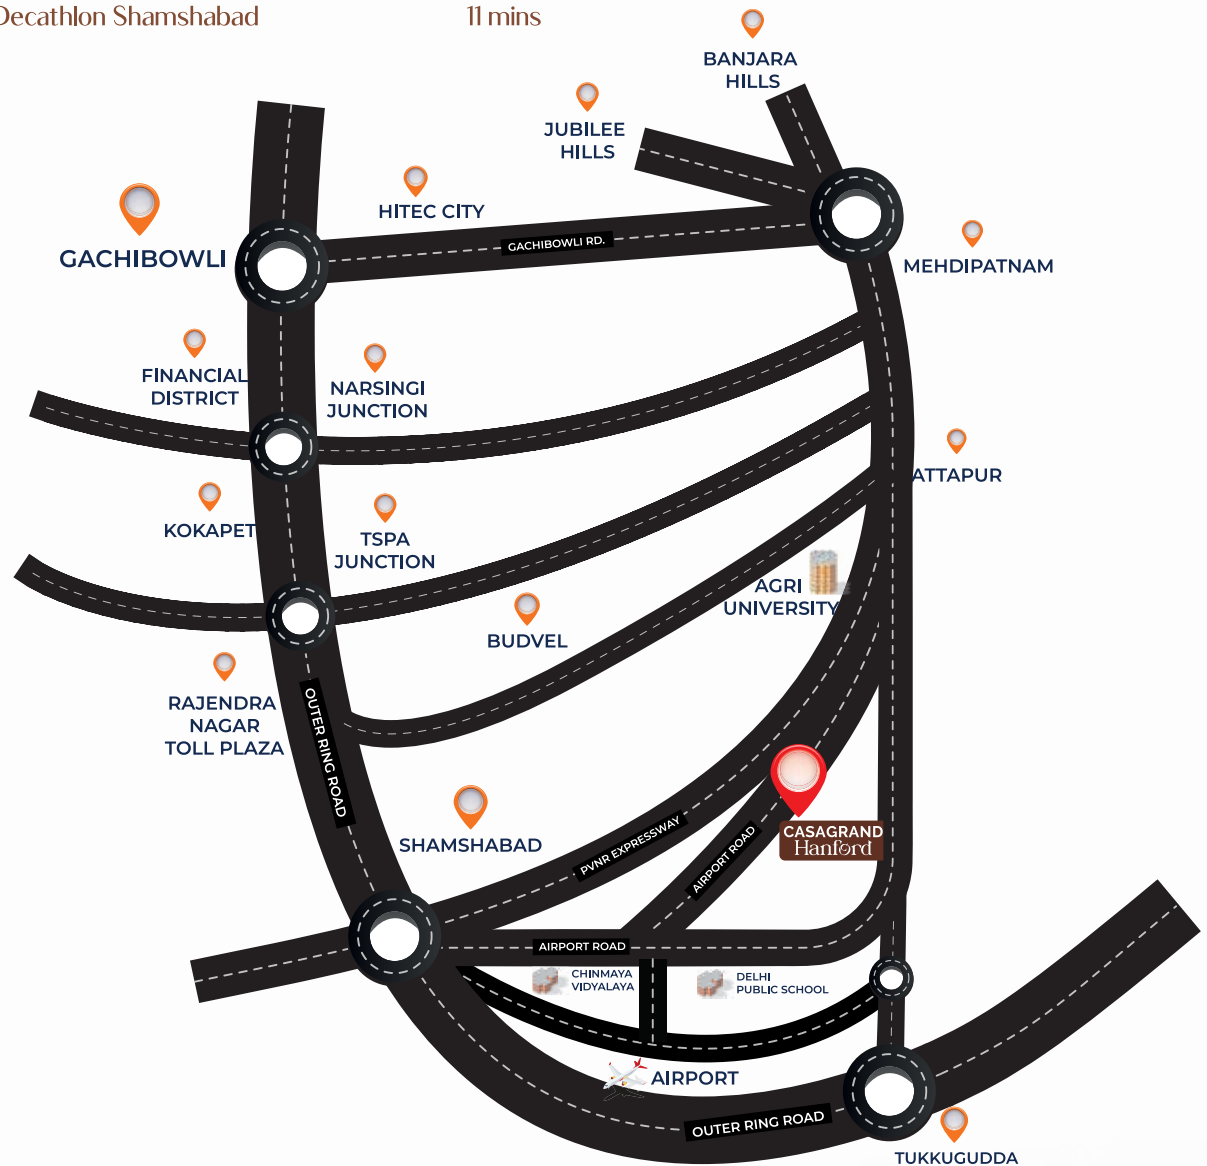 Decathlon Shamshabad 11 mins
BANJARA
HILLS
JUBILEE
HILLS
HITEC CITY
GACHIBOWLI
GACHIBOWLI RD.
MEHDIPATNAM
FINANCIAL
DISTRICT
NARSINGI
JUNCTION
ATTAPUR
KOKAPET
TSPA
JUNCTION
AGRI
UNIVERSITY
BUDVEL
RAJENDRA
NAGAR
TOLL PLAZA
OUTER RING ROAD
SHAMSHABAD
PVNR EXPRESSWAY
AIRPORT ROAD
CASAGRAND
Hanford
AIRPORT ROAD
CHINMAYA
VIDYALAYA
DELHI
PUBLIC SCHOOL
AIRPORT
OUTER RING ROAD
TUKKUGUDDA